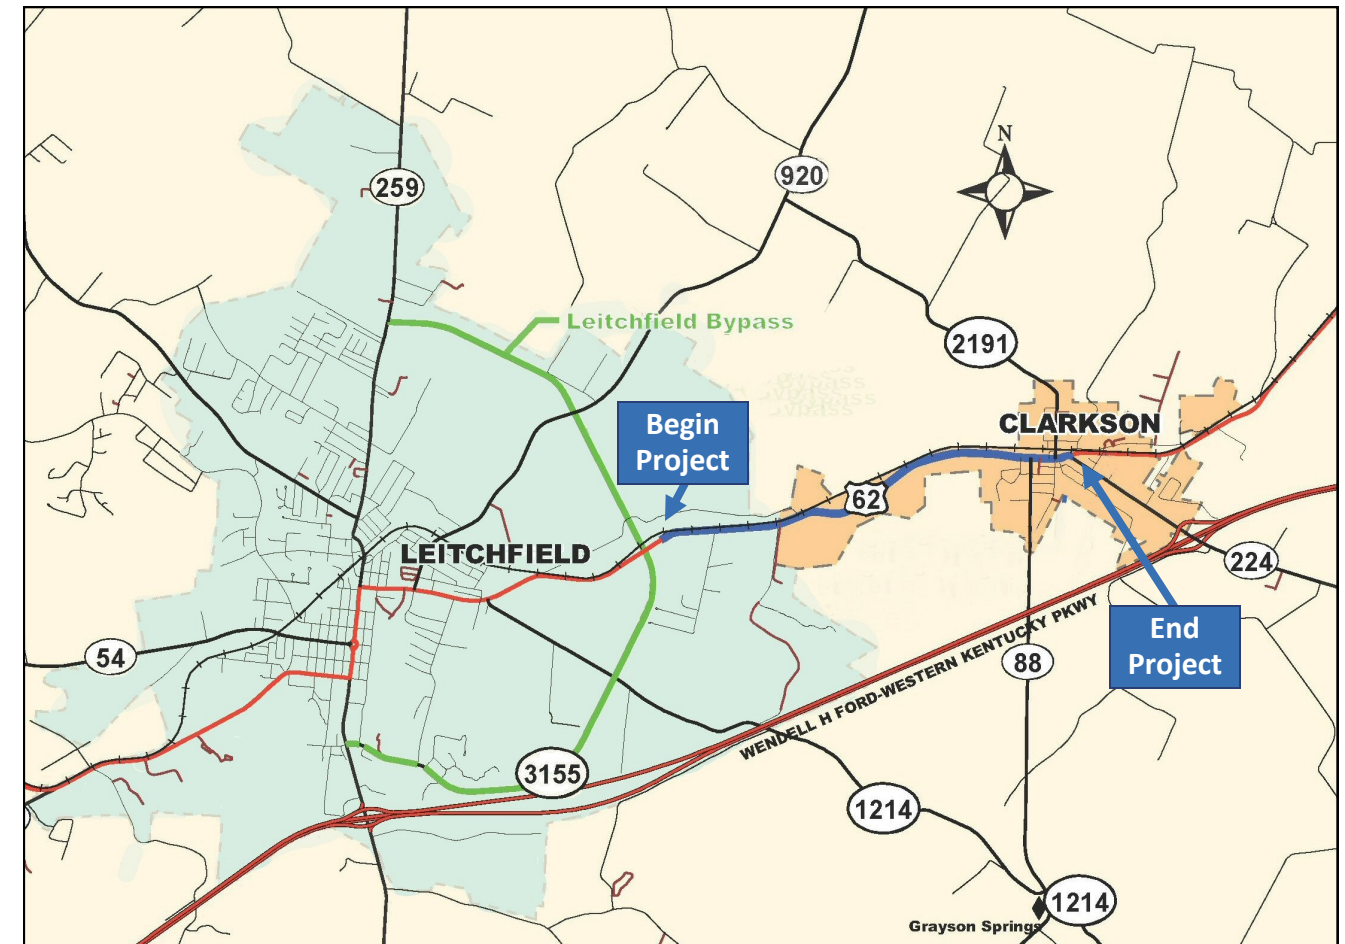 N
259
920
Leitchfield Bypass
2191
Begin
Project
CLARKSON
62
LEITCHFIELD
224
End
Project
54
88
WENDELL H FORD-WESTERN KENTUCKY PKWY
3155
1214
1214
Grayson Springs